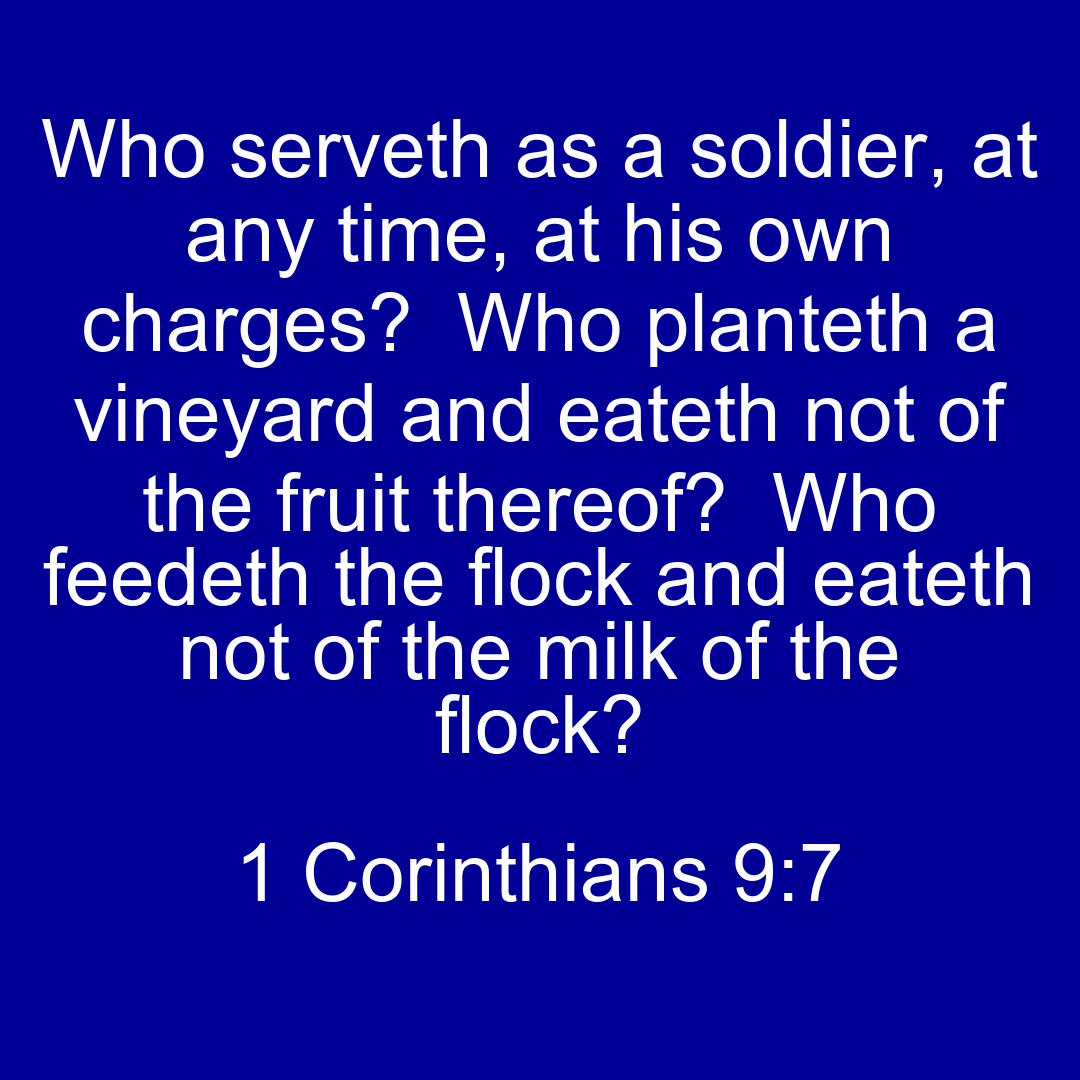 Who serveth as a soldier, at
any time, at his own
charges?  Who planteth a
vineyard and eateth not of
the fruit thereof?  Who
feedeth the flock and eateth
not of the milk of the
flock?
1 Corinthians 9:7